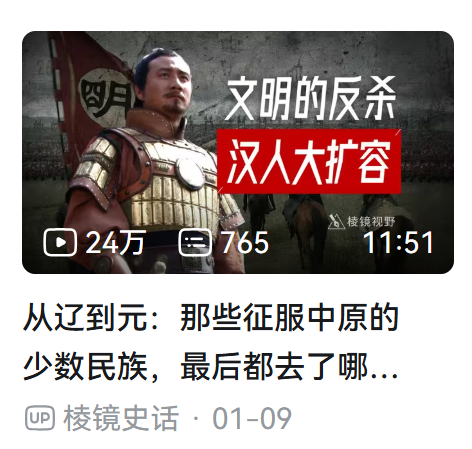 文明的反杀
汉人大扩容
棱镜视野
24万 765 11:51
从辽到元：那些征服中原的
少数民族，最后都去了哪…
UP 棱镜史话 · 01-09